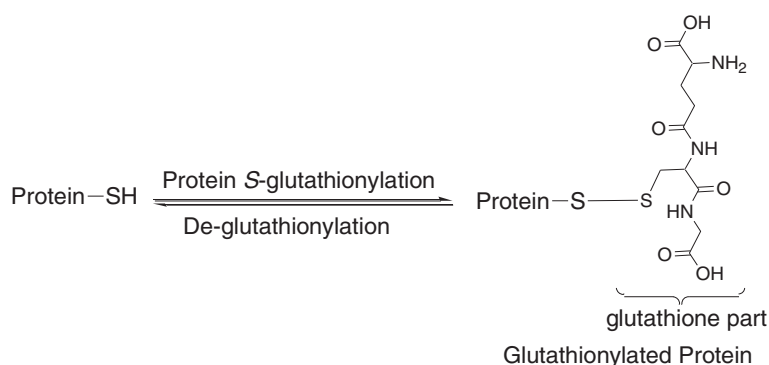 OH
O
NH₂
O
NH
Protein–SH
Protein S-glutathionylation
De-glutathionylation
Protein–S
S
O
HN
O
OH
glutathione part
Glutathionylated Protein